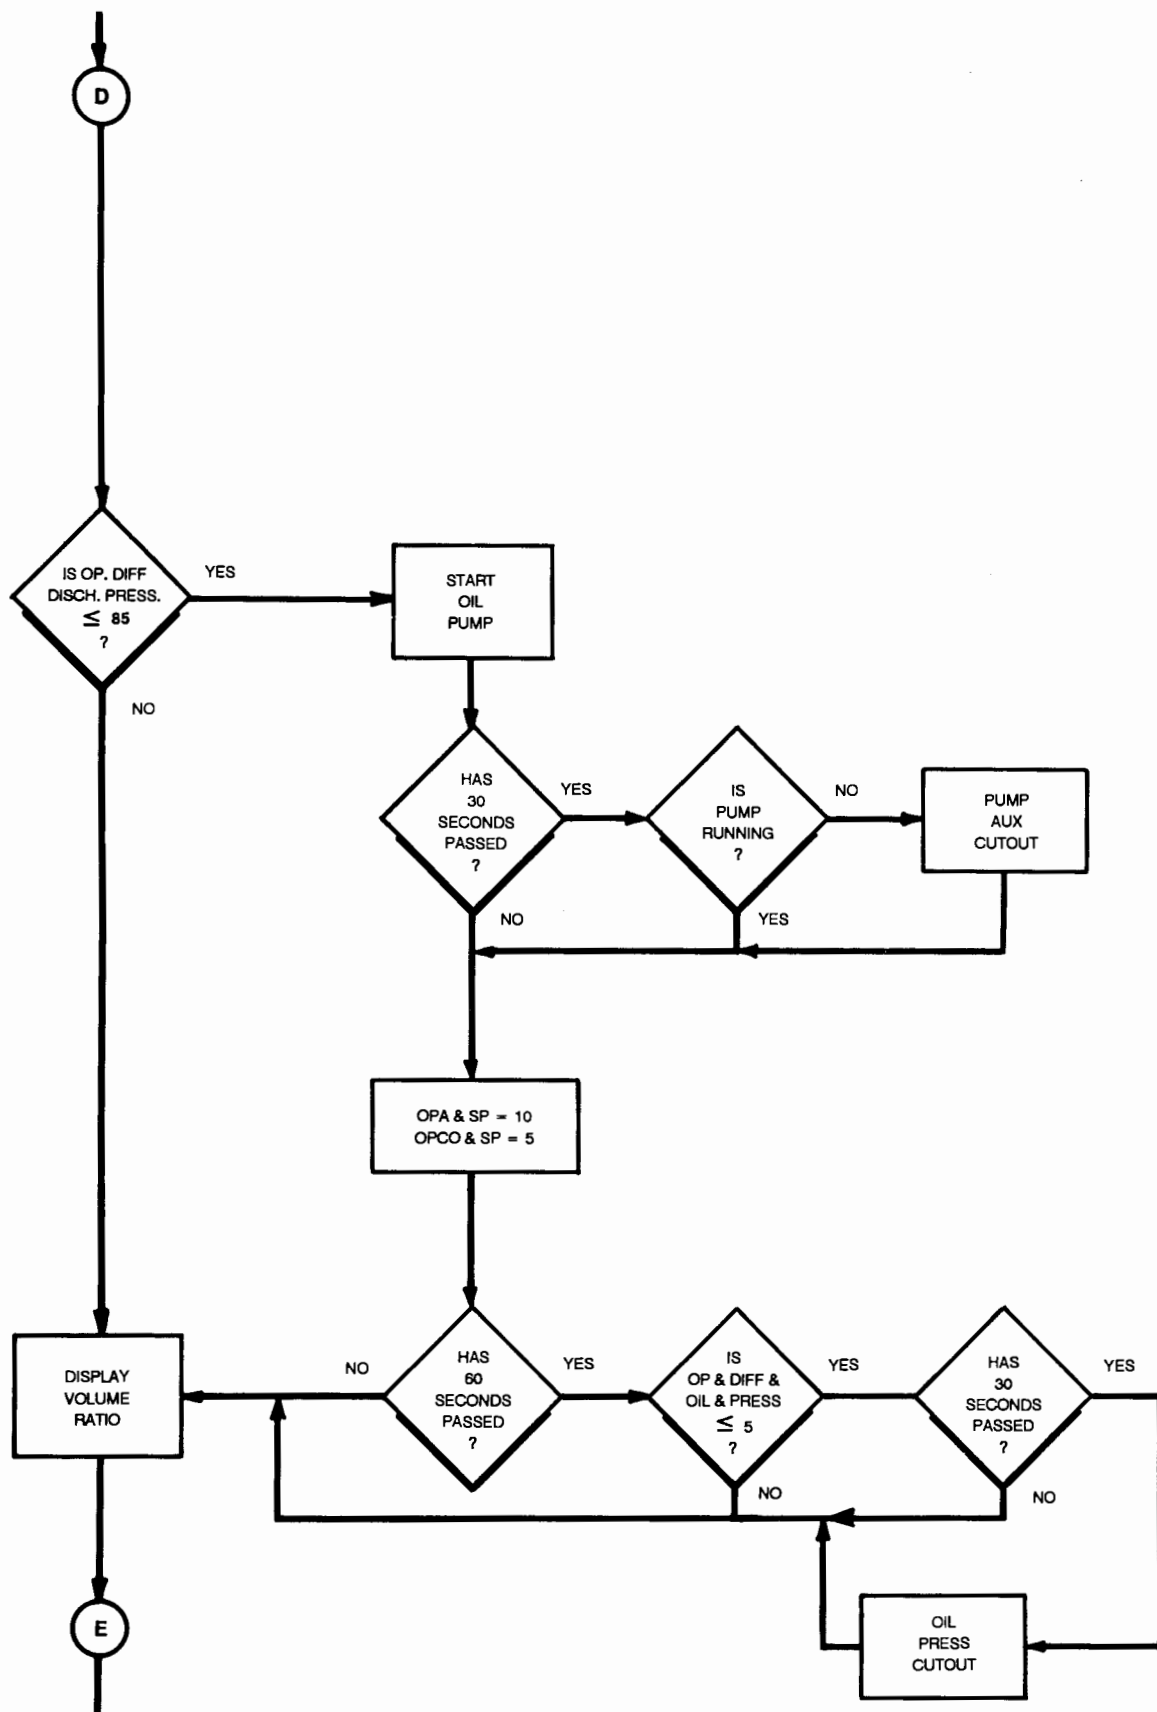 D
IS OP. DIFF
DISCH. PRESS.
≤ 85
?
YES
NO
START
OIL
PUMP
HAS
30
SECONDS
PASSED
?
YES
NO
IS
PUMP
RUNNING
?
NO
YES
PUMP
AUX
CUTOUT
OPA & SP = 10
OPCO & SP = 5
HAS
60
SECONDS
PASSED
?
NO
YES
IS
OP & DIFF &
OIL & PRESS
≤ 5
?
YES
NO
HAS
30
SECONDS
PASSED
?
YES
NO
DISPLAY
VOLUME
RATIO
OIL
PRESS
CUTOUT
E